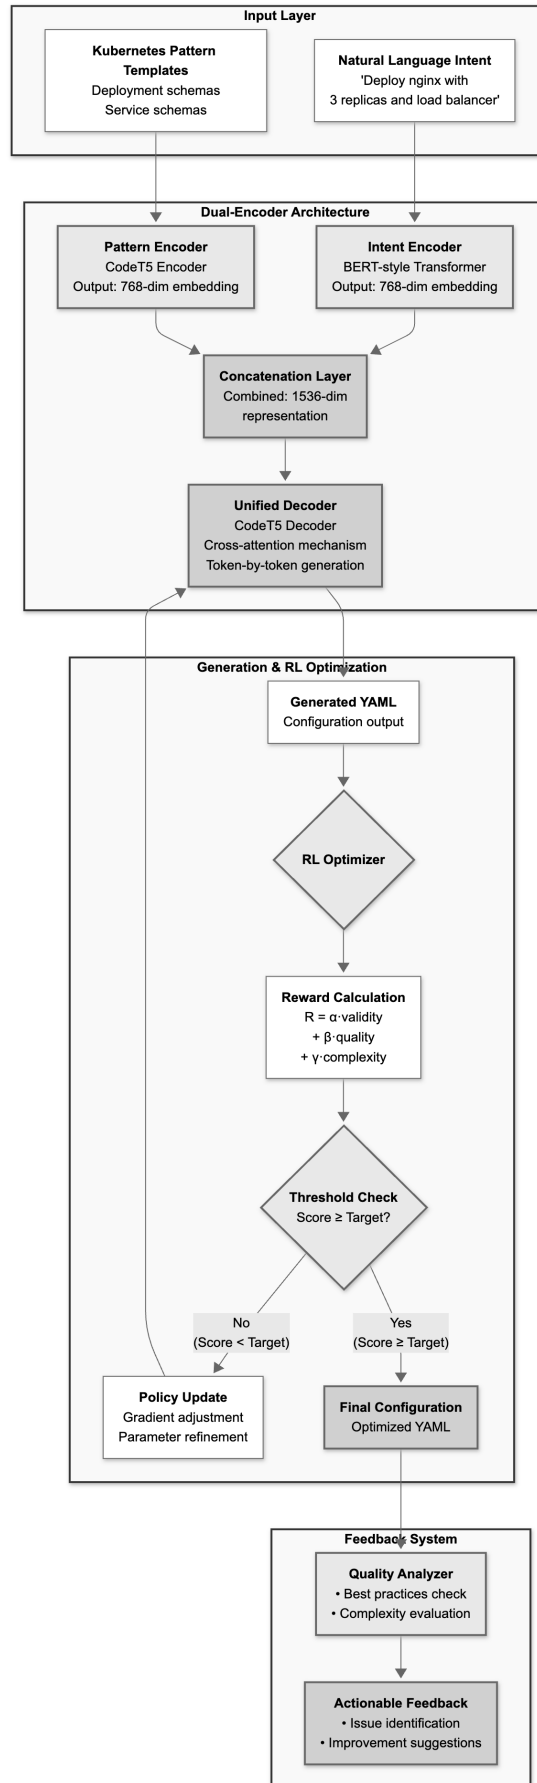 Input Layer
Kubernetes Pattern
Templates
Deployment schemas
Service schemas
Natural Language Intent
'Deploy nginx with
3 replicas and load balancer'
Dual-Encoder Architecture
Pattern Encoder
CodeT5 Encoder
Output: 768-dim embedding
Intent Encoder
BERT-style Transformer
Output: 768-dim embedding
Concatenation Layer
Combined: 1536-dim
representation
Unified Decoder
CodeT5 Decoder
Cross-attention mechanism
Token-by-token generation
Generation & RL Optimization
Generated YAML
Configuration output
RL Optimizer
Reward Calculation
R = α·validity
+ β·quality
+ γ·complexity
Threshold Check
Score ≥ Target?
No
(Score < Target)
Yes
(Score ≥ Target)
Policy Update
Gradient adjustment
Parameter refinement
Final Configuration
Optimized YAML
Feedback System
Quality Analyzer
• Best practices check
• Complexity evaluation
Actionable Feedback
• Issue identification
• Improvement suggestions